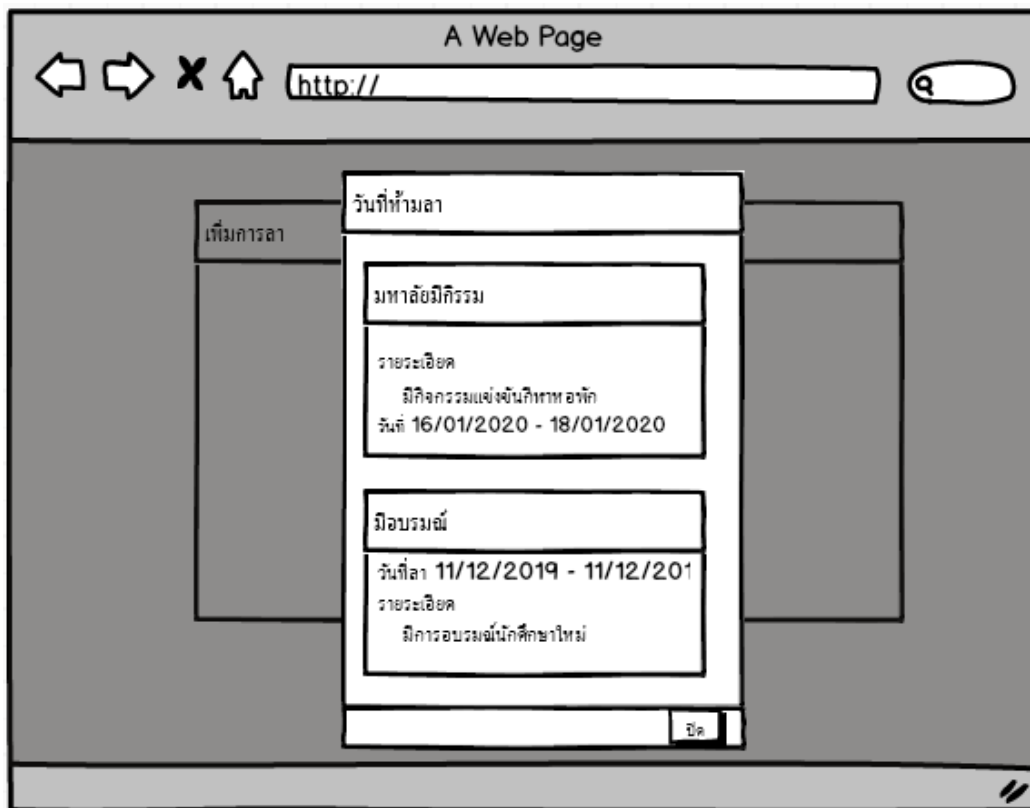 A Web Page
http://
วันที่ห้ามลา
เพิ่มการลา
มหาลัยมีกิรรม
รายระเอียด
มีกิจกรรมแข่งขันกีฬาหอพัก
วันที่ 16/01/2020 - 18/01/2020
มีอบรมณ์
วันที่ลา 11/12/2019 - 11/12/201
รายระเอียด
มีการอบรมณ์นักศึกษาใหม่
ปิด